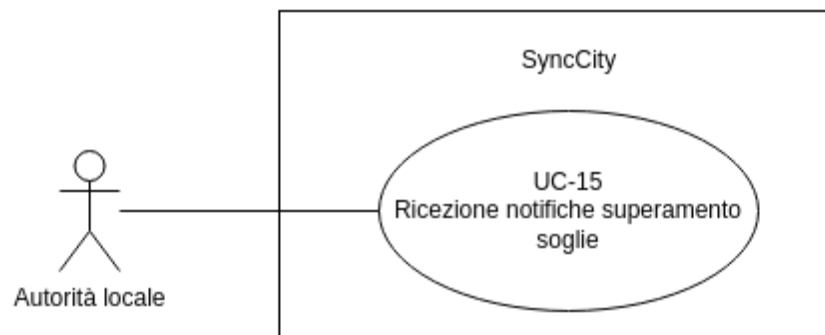 SyncCity
UC-15
Ricezione notifiche superamento
soglie
Autorità locale